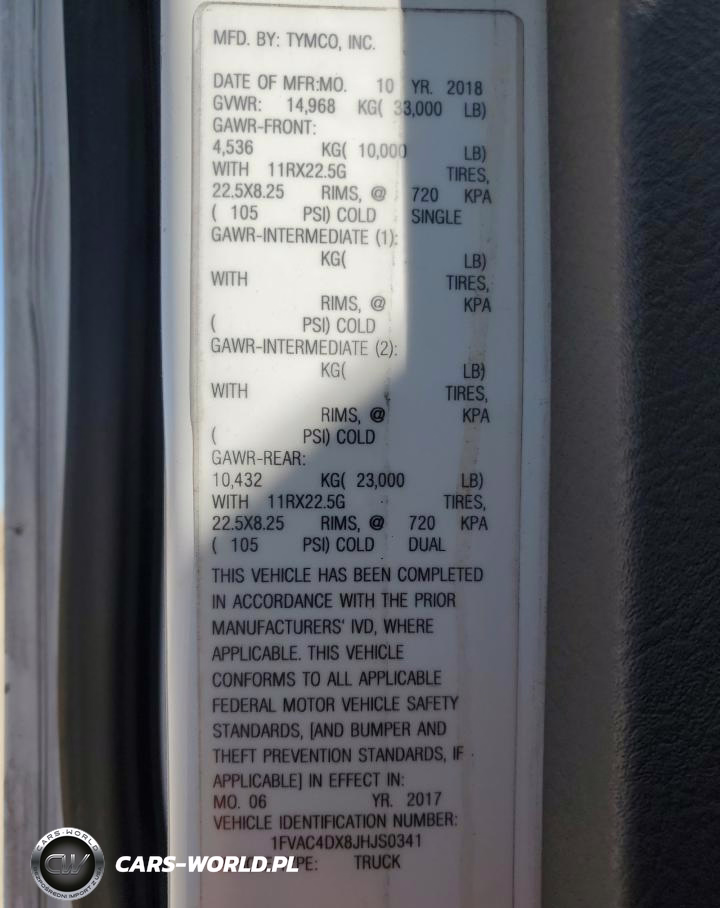 MFD. BY: TYMCO, INC.
DATE OF MFR:MO. 10 YR. 2018
GVWR: 14,968 KG( 33,000 LB)
GAWR-FRONT:
4,536 KG( 10,000 LB)
WITH 11RX22.5G TIRES,
22.5X8.25 RIMS, @ 720 KPA
( 105 PSI) COLD SINGLE
GAWR-INTERMEDIATE (1):
KG( LB)
WITH TIRES,
RIMS, @ KPA
( PSI) COLD
GAWR-INTERMEDIATE (2):
KG( LB)
WITH TIRES,
RIMS, @ KPA
( PSI) COLD
GAWR-REAR:
10,432 KG( 23,000 LB)
WITH 11RX22.5G TIRES,
22.5X8.25 RIMS, @ 720 KPA
( 105 PSI) COLD DUAL
THIS VEHICLE HAS BEEN COMPLETED
IN ACCORDANCE WITH THE PRIOR
MANUFACTURERS' IVD, WHERE
APPLICABLE. THIS VEHICLE
CONFORMS TO ALL APPLICABLE
FEDERAL MOTOR VEHICLE SAFETY
STANDARDS, [AND BUMPER AND
THEFT PREVENTION STANDARDS, IF
APPLICABLE] IN EFFECT IN:
MO. 06 YR. 2017
VEHICLE IDENTIFICATION NUMBER:
1FVAC4DX8JHJS0341
TRUCK
CARS-WORLD
CW
BEZPOŚREDNI IMPORT Z USA
CARS-WORLD.PL